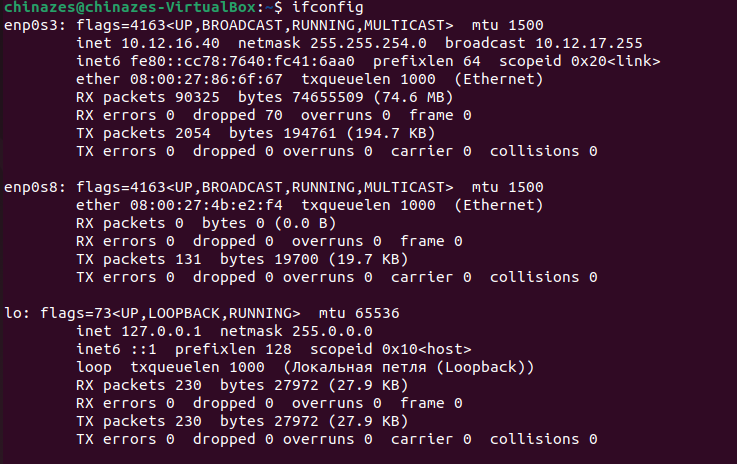 chinazes@chinazes-VirtualBox:~$ ifconfig
enp0s3: flags=4163<UP,BROADCAST,RUNNING,MULTICAST>  mtu 1500
        inet 10.12.16.40  netmask 255.255.254.0  broadcast 10.12.17.255
        inet6 fe80::cc78:7640:fc41:6aa0  prefixlen 64  scopeid 0x20<link>
        ether 08:00:27:86:6f:67  txqueuelen 1000  (Ethernet)
        RX packets 90325  bytes 74655509 (74.6 MB)
        RX errors 0  dropped 70  overruns 0  frame 0
        TX packets 2054  bytes 194761 (194.7 KB)
        TX errors 0  dropped 0 overruns 0  carrier 0  collisions 0

enp0s8: flags=4163<UP,BROADCAST,RUNNING,MULTICAST>  mtu 1500
        ether 08:00:27:4b:e2:f4  txqueuelen 1000  (Ethernet)
        RX packets 0  bytes 0 (0.0 B)
        RX errors 0  dropped 0  overruns 0  frame 0
        TX packets 131  bytes 19700 (19.7 KB)
        TX errors 0  dropped 0 overruns 0  carrier 0  collisions 0

lo: flags=73<UP,LOOPBACK,RUNNING>  mtu 65536
        inet 127.0.0.1  netmask 255.0.0.0
        inet6 ::1  prefixlen 128  scopeid 0x10<host>
        loop  txqueuelen 1000  (Локальная петля (Loopback))
        RX packets 230  bytes 27972 (27.9 KB)
        RX errors 0  dropped 0  overruns 0  frame 0
        TX packets 230  bytes 27972 (27.9 KB)
        TX errors 0  dropped 0 overruns 0  carrier 0  collisions 0